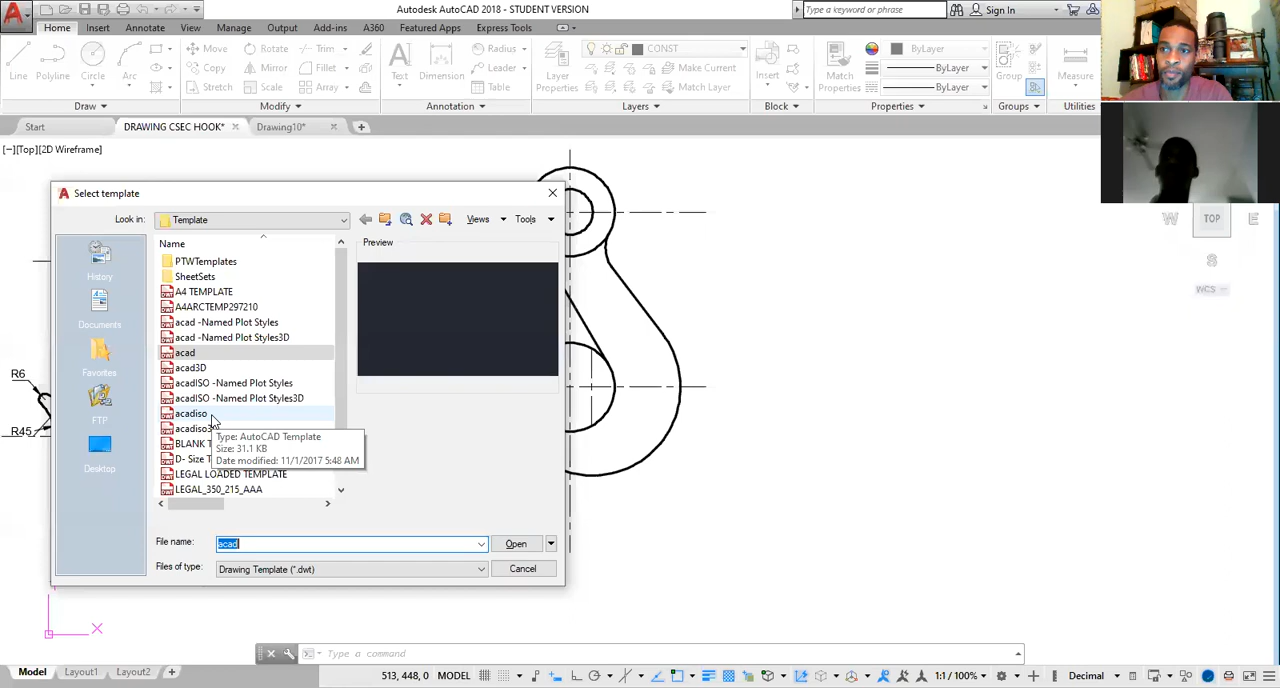 Autodesk AutoCAD 2018 - STUDENT VERSION
Type a keyword or phrase
Sign In
Home Insert Annotate View Manage Output Add-ins A360 Featured Apps Express Tools
Line Polyline Circle Arc
Move Rotate Trim
Copy Mirror Fillet
Stretch Scale Array
Text Dimension
Radius
Leader
Table
Layer Properties
CONST
Make Current
Match Layer
Insert
Match Properties
ByLayer
ByLayer
ByLayer
Group
Measure
Draw Modify Annotation Layers Block Properties Groups Utilities
Start DRAWING CSEC HOOK* Drawing10*
[−][Top][2D Wireframe]
Select template
Look in: Template Views Tools
Name
Preview
PTWTemplates
SheetSets
A4 TEMPLATE
A4ARCTEMP297210
acad -Named Plot Styles
acad -Named Plot Styles3D
acad
acad3D
acadISO -Named Plot Styles
acadISO -Named Plot Styles3D
acadiso
acadiso3
BLANK T
D- Size T
LEGAL LOADED TEMPLATE
LEGAL_350_215_AAA
Type: AutoCAD Template
Size: 31.1 KB
Date modified: 11/1/2017 5:48 AM
History
Documents
Favorites
FTP
Desktop
File name: acad Open
Files of type: Drawing Template (*.dwt) Cancel
R6
R45
W TOP E
S
WCS
X
Type a command
Model Layout1 Layout2 +
513, 448, 0 MODEL 1:1 / 100% Decimal